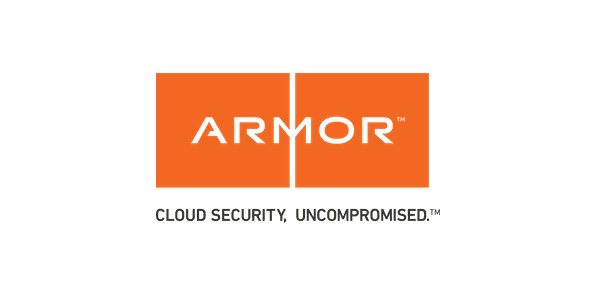 ARMOR™
CLOUD SECURITY, UNCOMPROMISED.™